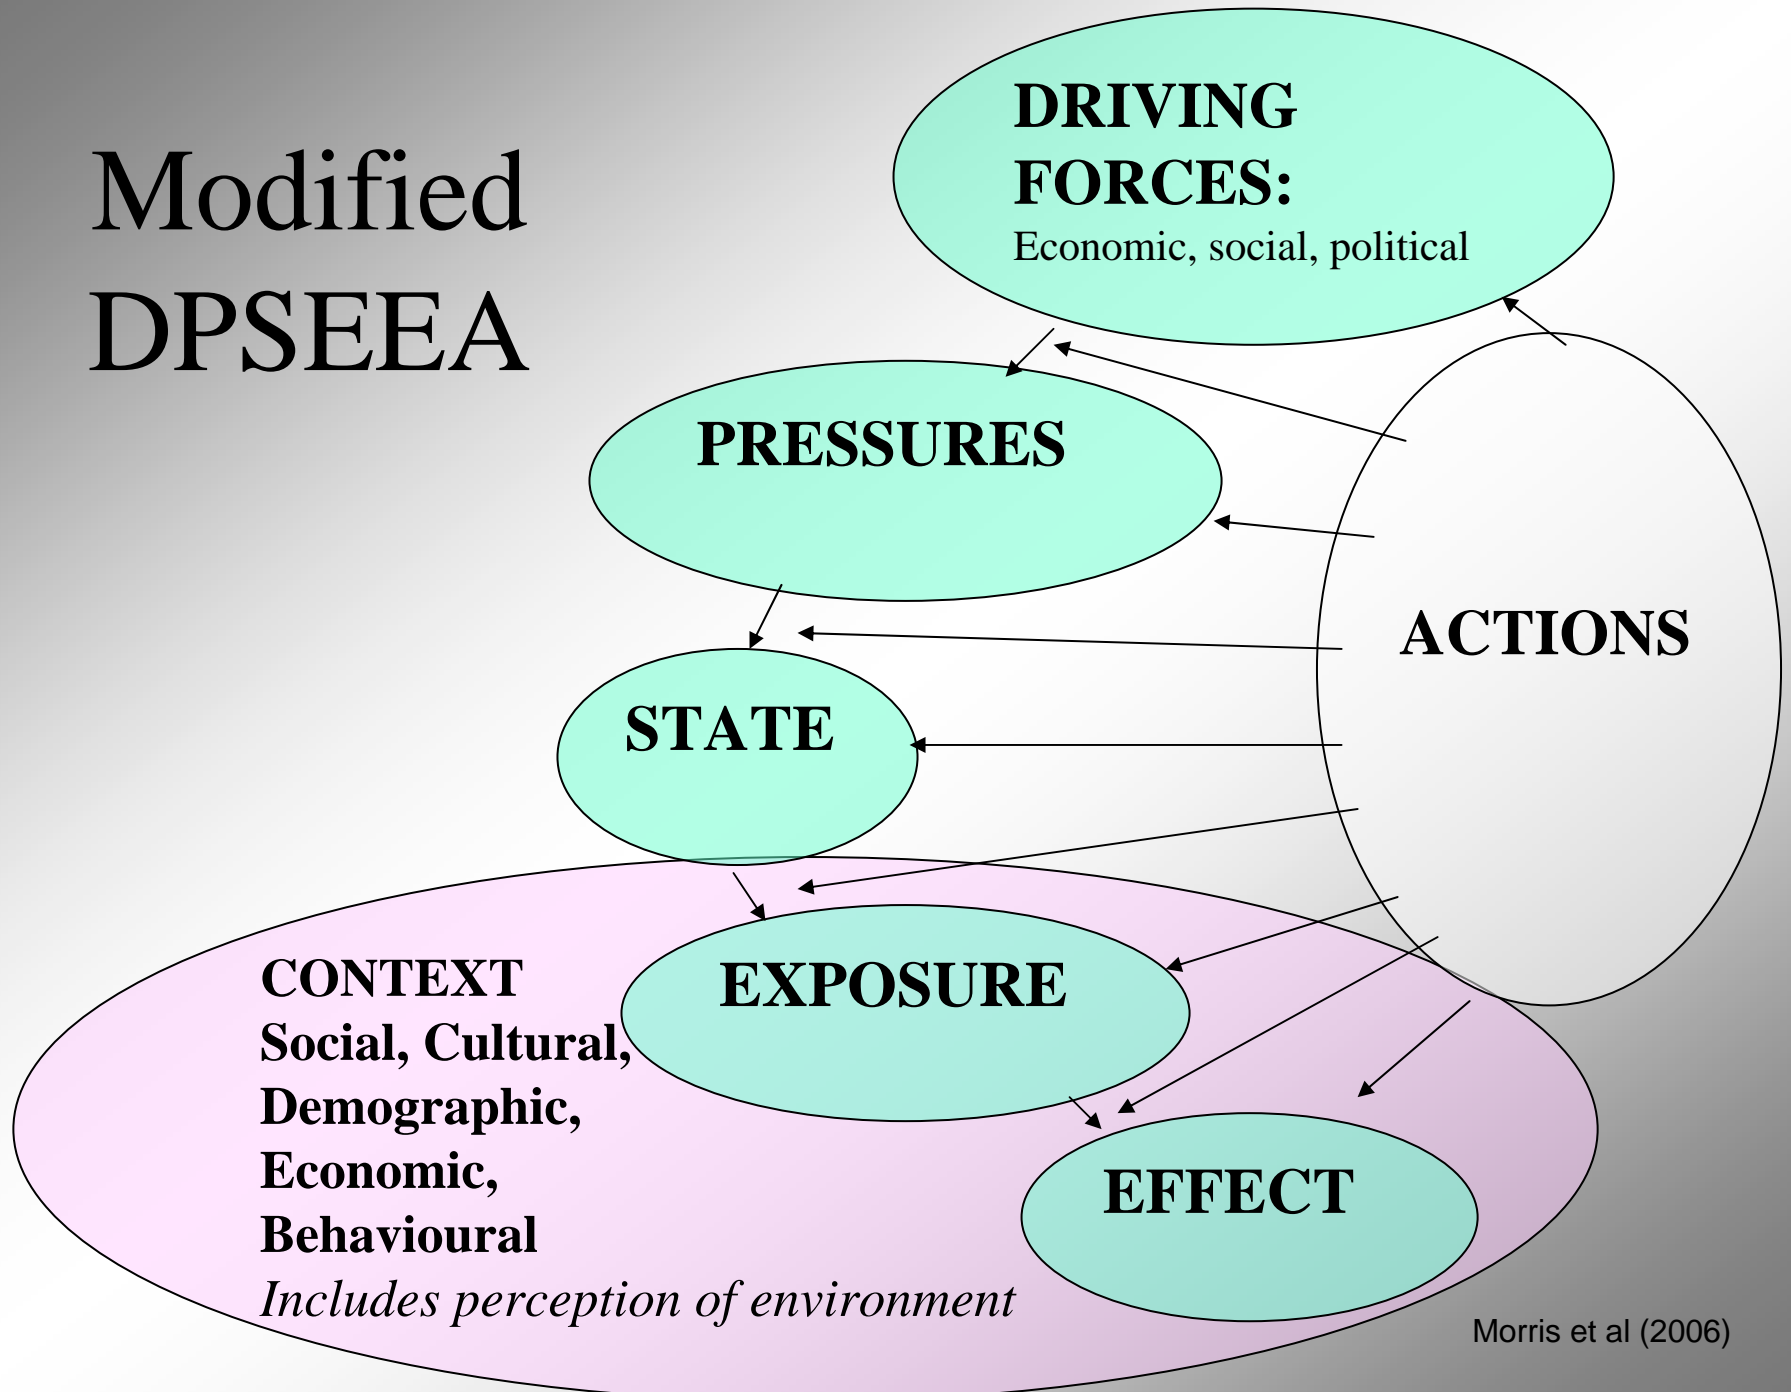 Modified
DPSEEA
DRIVING
FORCES:
Economic, social, political
PRESSURES
ACTIONS
STATE
EXPOSURE
CONTEXT
Social, Cultural,
Demographic,
Economic,
Behavioural
Includes perception of environment
EFFECT
Morris et al (2006)